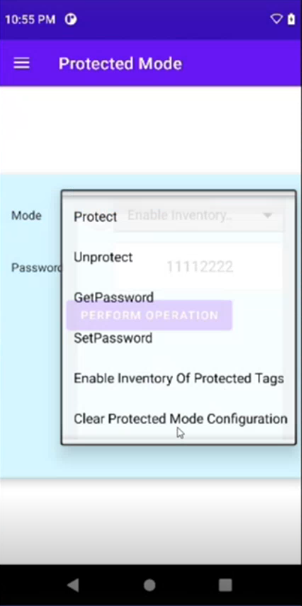 10:55 PM
Protected Mode
Mode
Enable Inventory..
Protect
Unprotect
Password
11112222
GetPassword
PERFORM OPERATION
SetPassword
Enable Inventory Of Protected Tags
Clear Protected Mode Configuration